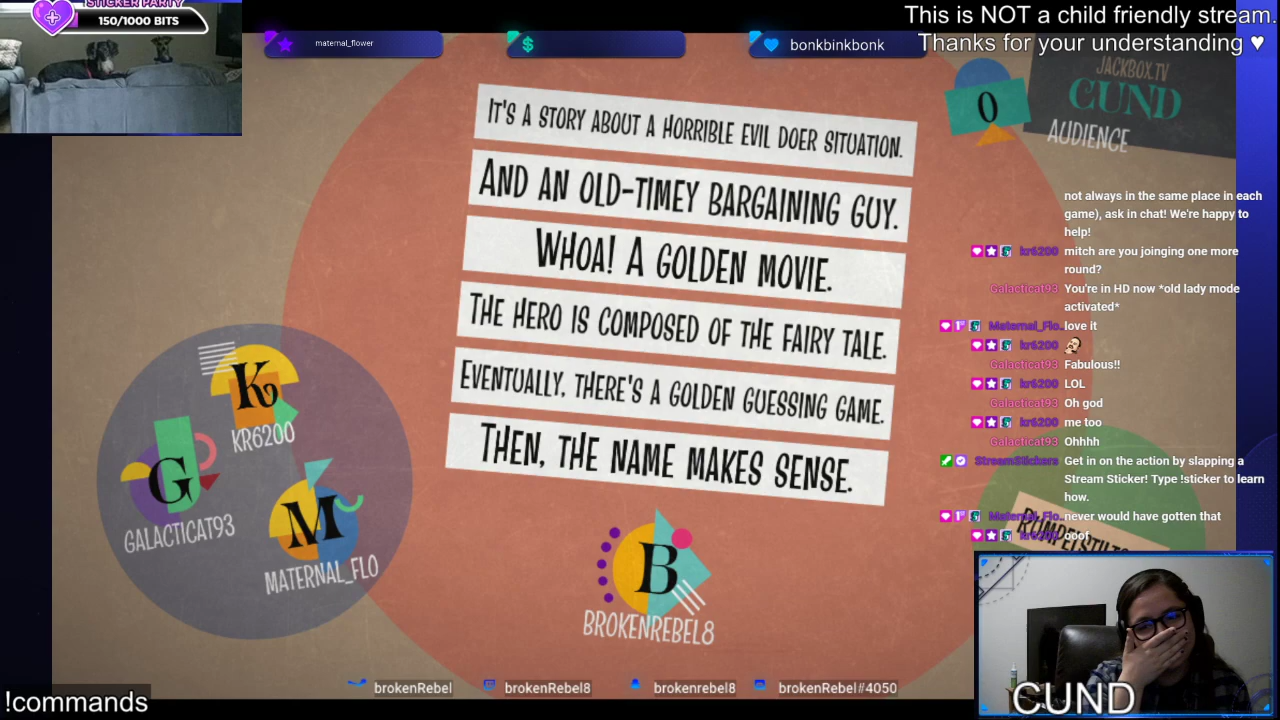 STICKER PARTY
150/1000 BITS
maternal_flower
bonkbinkbonk
This is NOT a child friendly stream.
Thanks for your understanding ♥
JACKBOX.TV
CUND
AUDIENCE
0
IT'S A STORY ABOUT A HORRIBLE EVIL DOER SITUATION.
AND AN OLD-TIMEY BARGAINING GUY.
WHOA! A GOLDEN MOVIE.
THE HERO IS COMPOSED OF THE FAIRY TALE.
EVENTUALLY, THERE'S A GOLDEN GUESSING GAME.
THEN, THE NAME MAKES SENSE.
K
KR6200
G
GALACTICAT93
M
MATERNAL_FLO
B
BROKENREBEL8
not always in the same place in each
game), ask in chat! We're happy to
help!
kr6200 mitch are you joinging one more
round?
Galacticat93 You're in HD now *old lady mode
activated*
Maternal_Flo.. love it
kr6200
Galacticat93 Fabulous!!
kr6200 LOL
Galacticat93 Oh god
kr6200 me too
Galacticat93 Ohhhh
StreamStickers Get in on the action by slapping a
Stream Sticker! Type !sticker to learn
how.
Maternal_Flo.. never would have gotten that
kr6200 ooof
!commands
brokenRebel
brokenRebel8
brokenrebel8
brokenRebel#4050
CUND